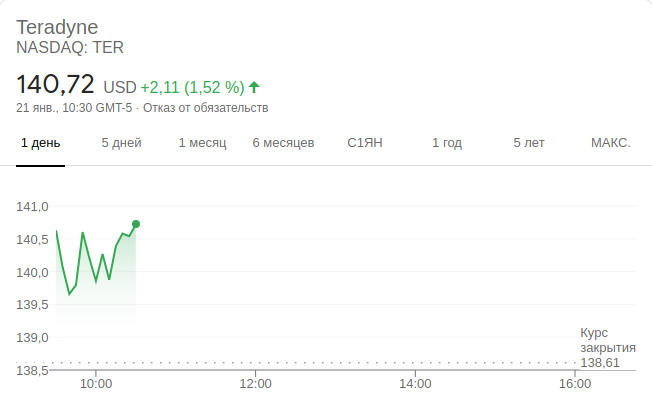 Teradyne
NASDAQ: TER
140,72 USD +2,11 (1,52 %)
21 янв., 10:30 GMT-5 · Отказ от обязательств
1 день 5 дней 1 месяц 6 месяцев С1ЯН 1 год 5 лет МАКС.
141,0
140,5
140,0
139,5
139,0
138,5
Курс
закрытия
138,61
10:00 12:00 14:00 16:00